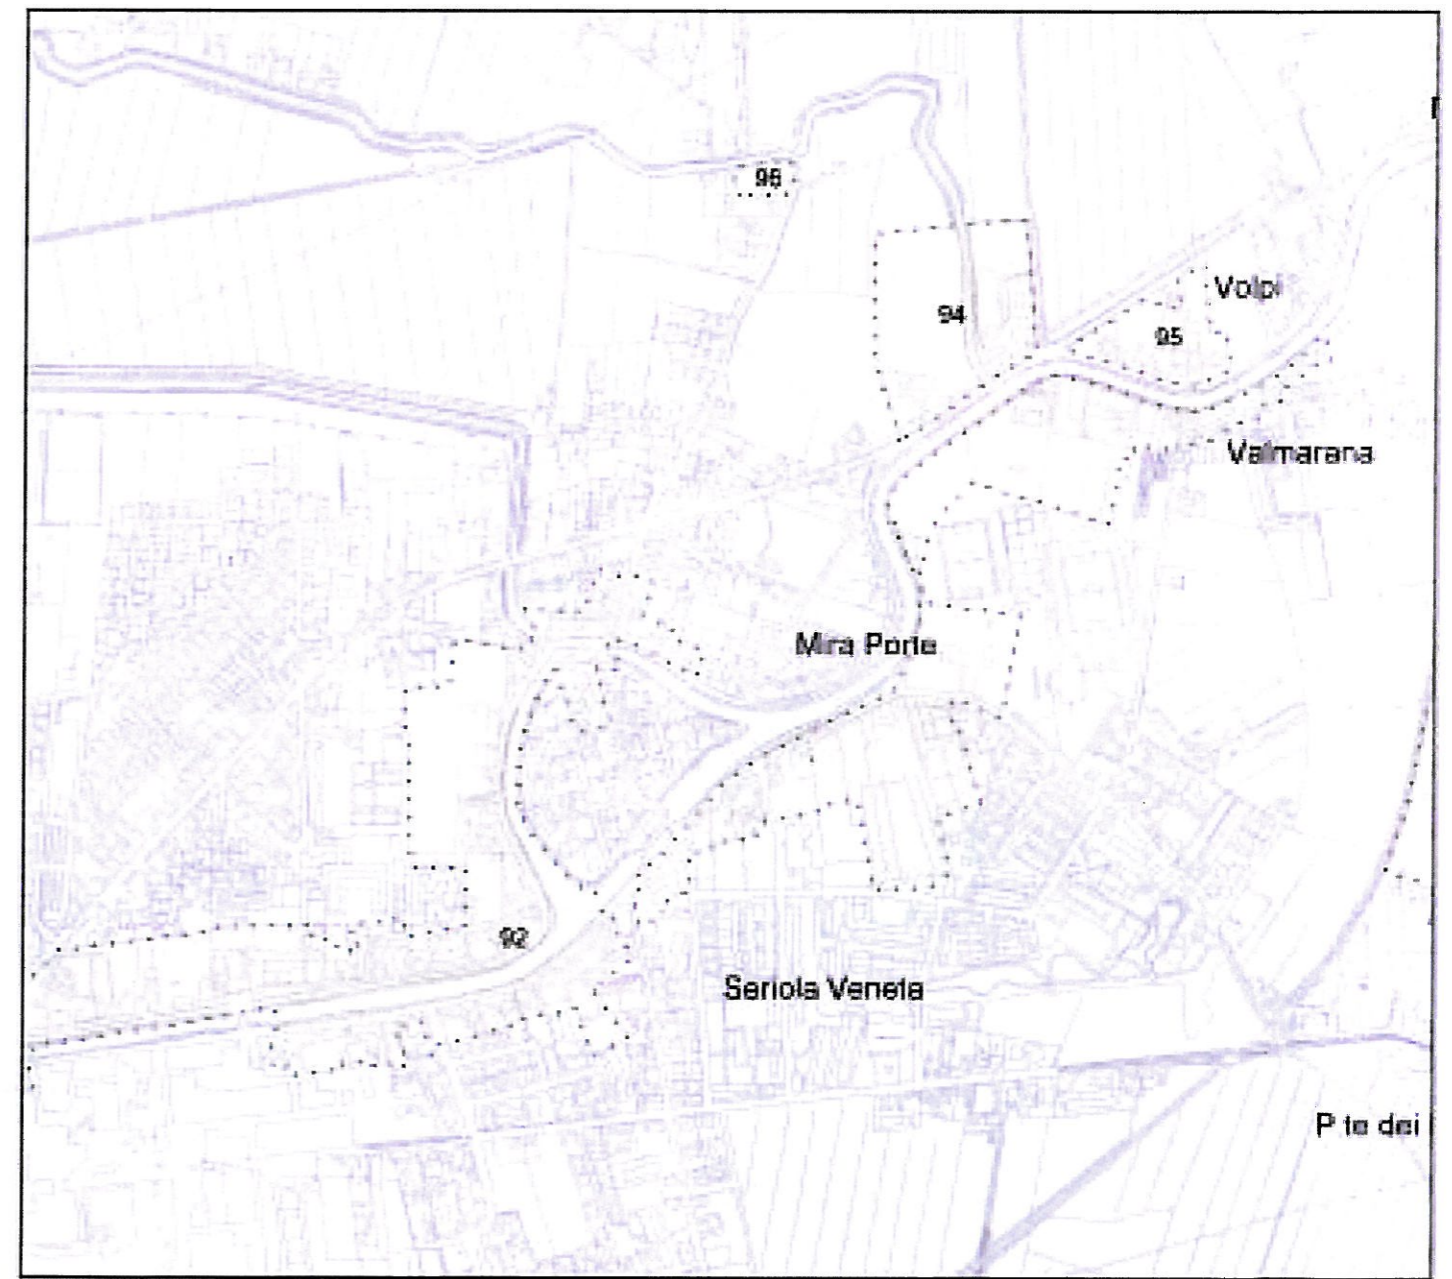 96
Volpi
94
95
Valmarana
Mira Porte
92
Seriola Veneta
P te dei